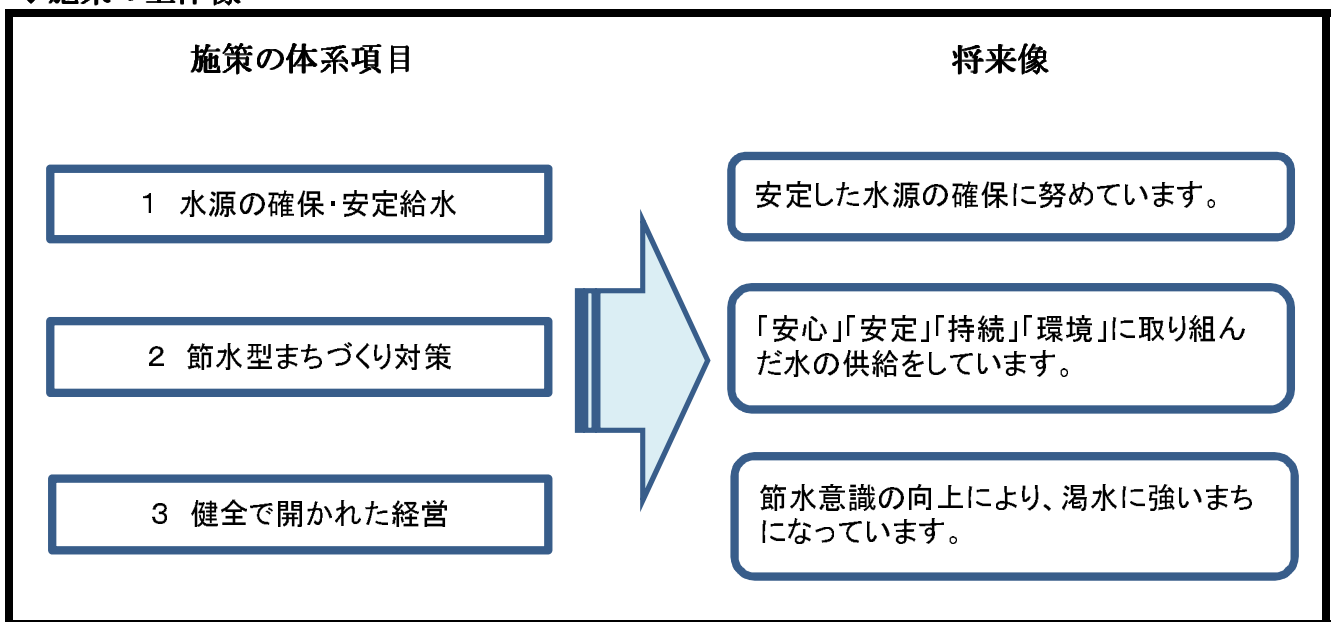 施策の体系項目
将来像
1 水源の確保・安定給水
安定した水源の確保に努めています。
2 節水型まちづくり対策
「安心」「安定」「持続」「環境」に取り組ん
だ水の供給をしています。
3 健全で開かれた経営
節水意識の向上により、渇水に強いまち
になっています。